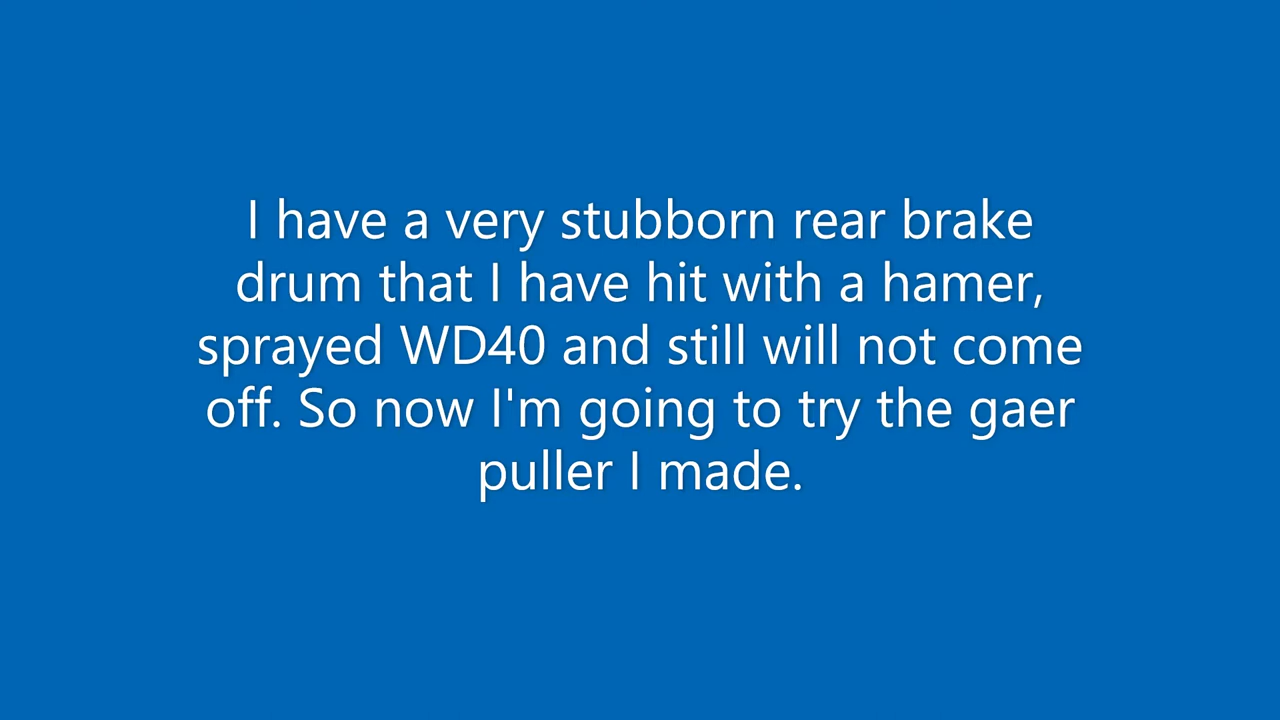 I have a very stubborn rear brake
drum that I have hit with a hamer,
sprayed WD40 and still will not come
off. So now I'm going to try the gaer
puller I made.